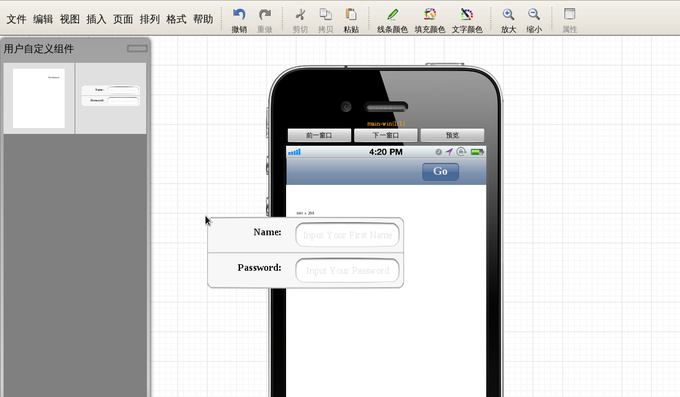 文件 编辑 视图 插入 页面 排列 格式 帮助
撤销 重做 剪切 拷贝 粘贴 线条颜色 填充颜色 文字颜色 放大 缩小 属性
用户自定义组件
Name:
Password:
前一窗口 下一窗口 预览
4:20 PM
Go
Name: Input Your First Name
Password: Input Your Password